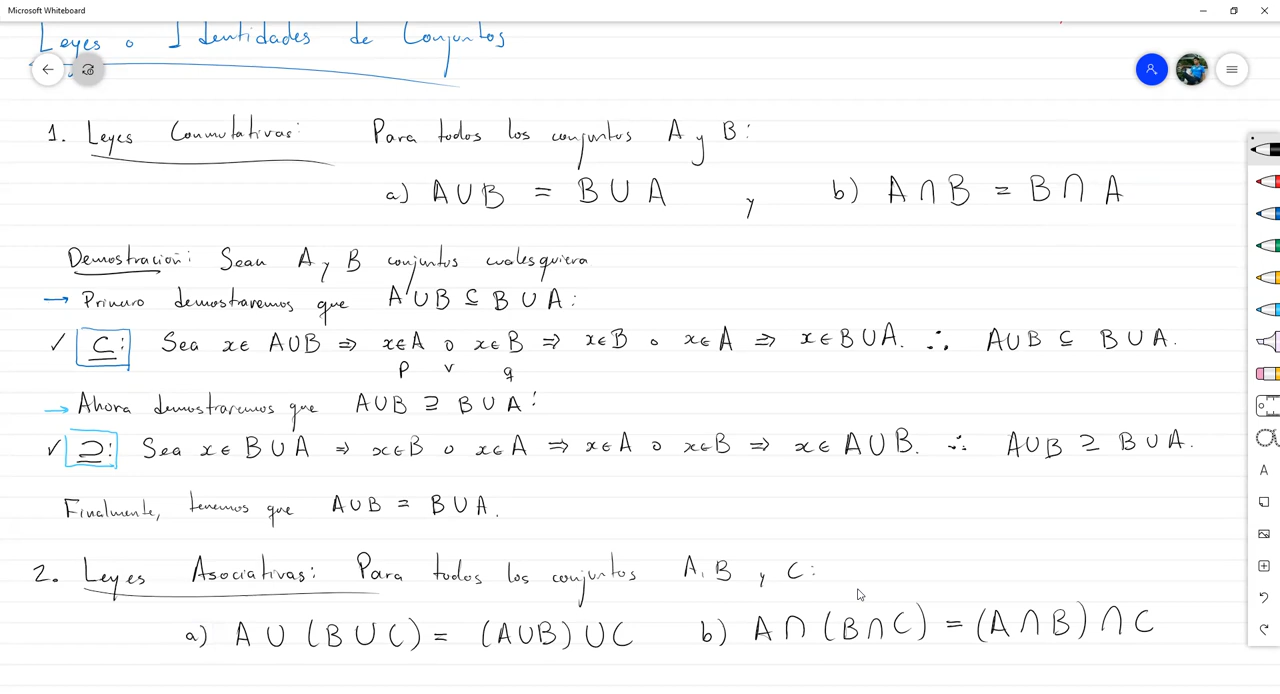 Microsoft Whiteboard
Leyes o Identidades de Conjuntos
1. Leyes Conmutativas: Para todos los conjuntos A y B:
a) A∪B = B∪A y b) A∩B = B∩A
Demostración: Sean A y B conjuntos cualesquiera
→ Primero demostraremos que A∪B ⊆ B∪A:
✓ ⊆: Sea x∈ A∪B ⇒ x∈A o x∈B ⇒ x∈B o x∈A ⇒ x∈B∪A. ∴ A∪B ⊆ B∪A.
p v q
→ Ahora demostraremos que A∪B ⊇ B∪A:
✓ ⊇: Sea x∈ B∪A ⇒ x∈B o x∈A ⇒ x∈A o x∈B ⇒ x∈A∪B. ∴ A∪B ⊇ B∪A.
Finalmente, tenemos que A∪B = B∪A.
2. Leyes Asociativas: Para todos los conjuntos A, B y C:
a) A∪(B∪C) = (A∪B)∪C b) A∩(B∩C) = (A∩B)∩C